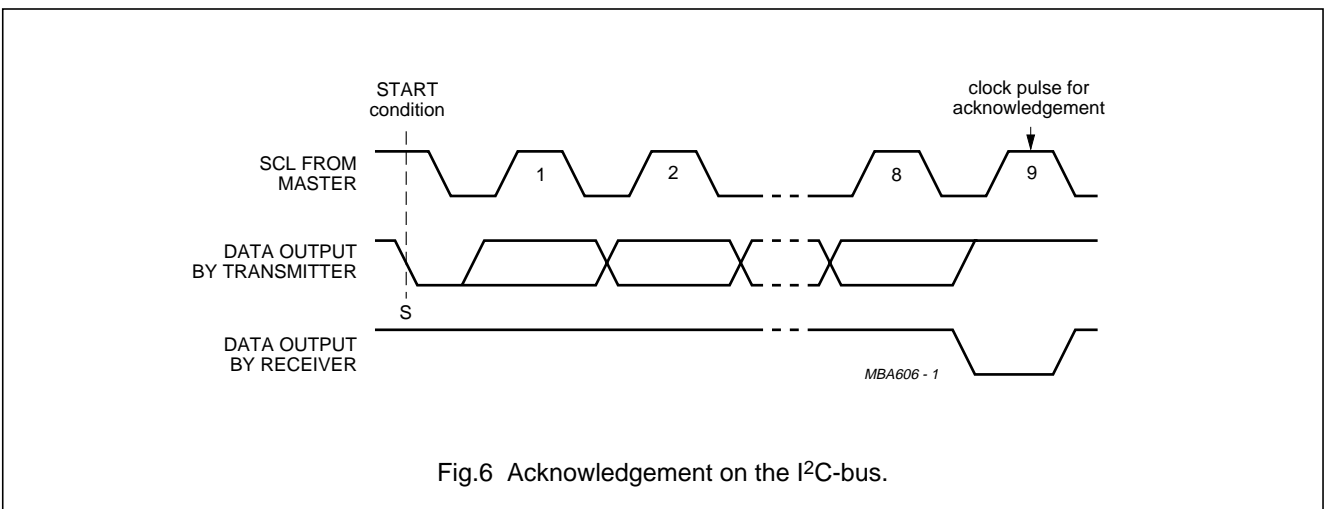 START
condition
clock pulse for
acknowledgement
SCL FROM
MASTER
1
2
8
9
DATA OUTPUT
BY TRANSMITTER
S
DATA OUTPUT
BY RECEIVER
MBA606 - 1
Fig.6 Acknowledgement on the I²C-bus.